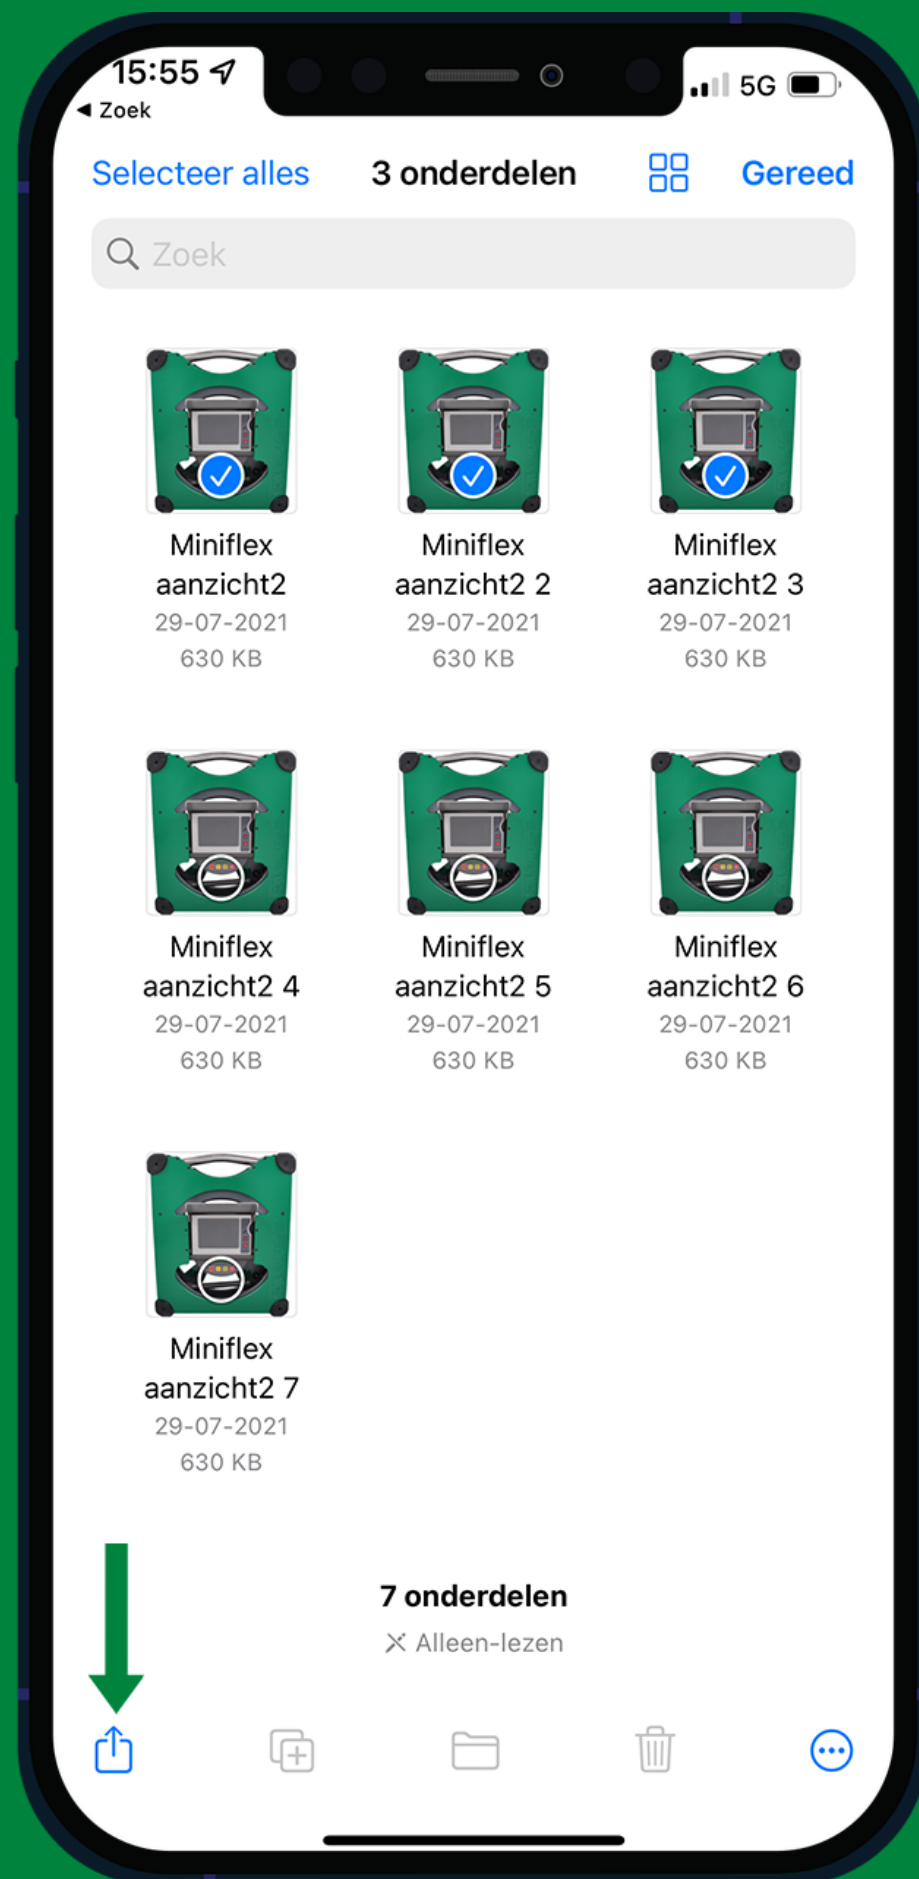 15:55
5G
◀ Zoek
Selecteer alles
3 onderdelen
Gereed
Zoek
Miniflex
aanzicht2
29-07-2021
630 KB
Miniflex
aanzicht2 2
29-07-2021
630 KB
Miniflex
aanzicht2 3
29-07-2021
630 KB
Miniflex
aanzicht2 4
29-07-2021
630 KB
Miniflex
aanzicht2 5
29-07-2021
630 KB
Miniflex
aanzicht2 6
29-07-2021
630 KB
Miniflex
aanzicht2 7
29-07-2021
630 KB
7 onderdelen
Alleen-lezen